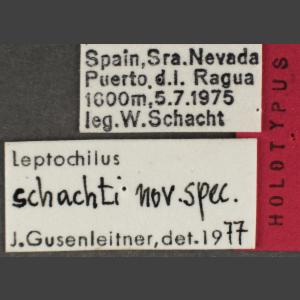 Spain,Sra.Nevada
Puerto d.l. Ragua
1600m,5.7.1975
leg.W.Schacht
HOLOTYPUS
Leptochilus
schachti nov.spec.
J.Gusenleitner,det.1977